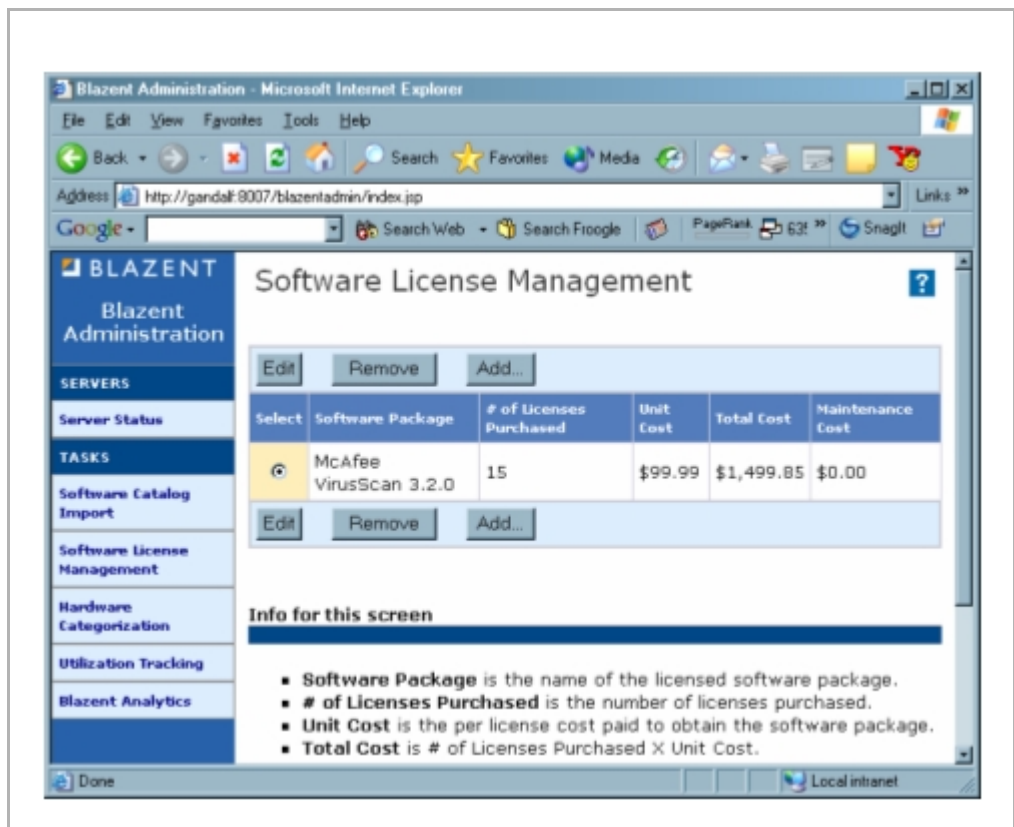 Blazent Administration - Microsoft Internet Explorer
File Edit View Favorites Tools Help
Back Search Favorites Media
Address http://gandalf:8007/blazentadmin/index.jsp Links »
Google Search Web Search Froogle PageRank 63! » SnagIt
BLAZENT
Blazent
Administration
SERVERS
Server Status
TASKS
Software Catalog
Import
Software License
Management
Hardware
Categorization
Utilization Tracking
Blazent Analytics
Software License Management
?
Edit Remove Add...
Select Software Package # of Licenses Purchased Unit Cost Total Cost Maintenance Cost
McAfee VirusScan 3.2.0 15 $99.99 $1,499.85 $0.00
Edit Remove Add...
Info for this screen
▪ Software Package is the name of the licensed software package.
▪ # of Licenses Purchased is the number of licenses purchased.
▪ Unit Cost is the per license cost paid to obtain the software package.
▪ Total Cost is # of Licenses Purchased X Unit Cost.
Done Local intranet